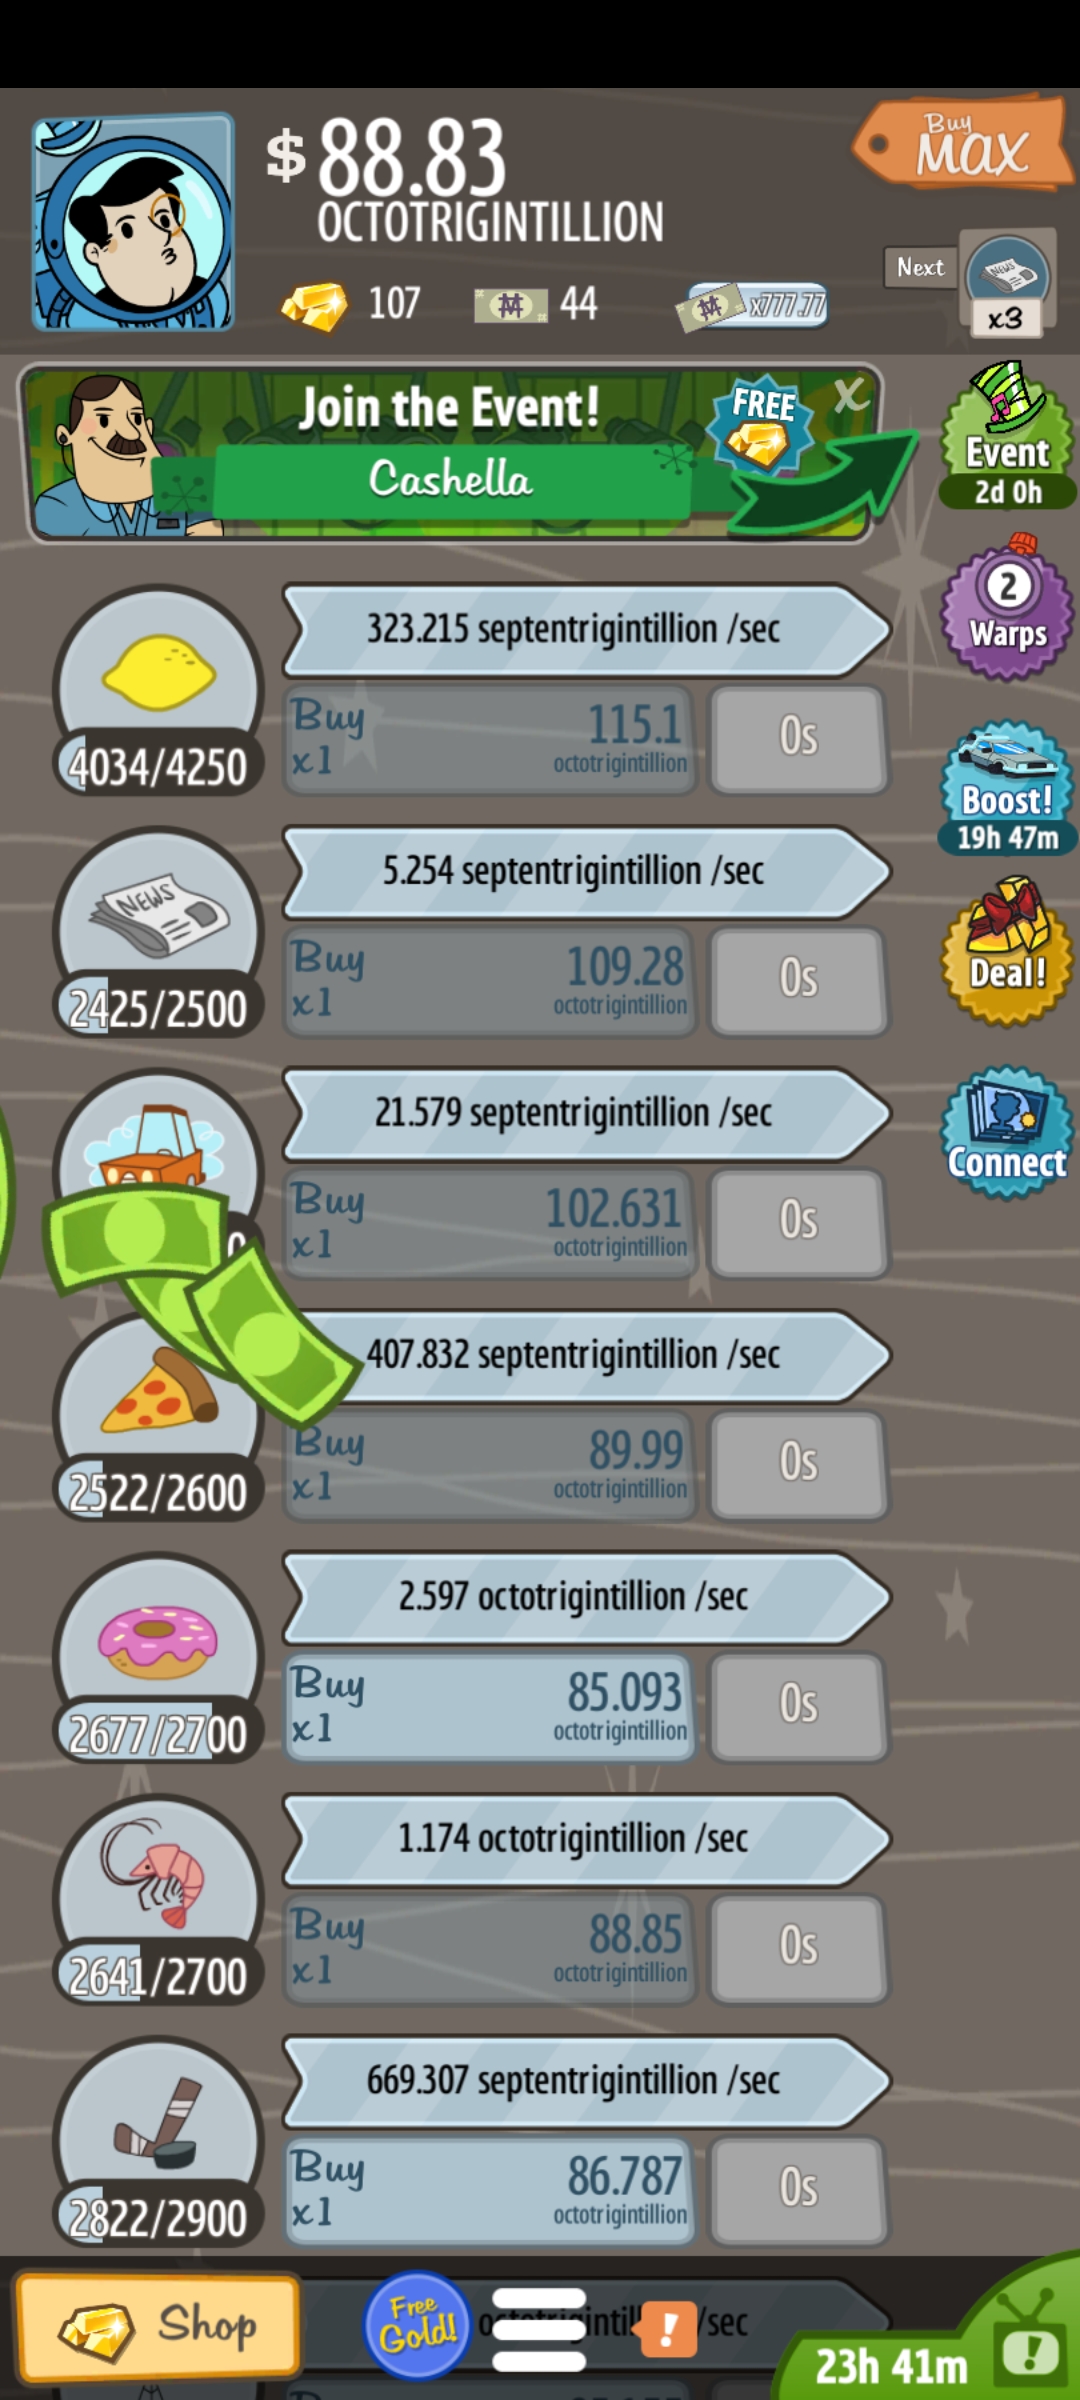 $88.83
OCTOTRIGINTILLION
Buy
MAX
107
44
x777.77
Next
NEWS
x3
Join the Event!
FREE
X
Cashella
Event
2d 0h
323.215 septentrigintillion /sec
2
Warps
Buy
x1
115.1
octotrigintillion
0s
4034/4250
Boost!
19h 47m
5.254 septentrigintillion /sec
NEWS
Buy
x1
109.28
octotrigintillion
0s
2425/2500
Deal!
21.579 septentrigintillion /sec
Connect
Buy
x1
102.631
octotrigintillion
0s
407.832 septentrigintillion /sec
Buy
x1
89.99
octotrigintillion
0s
2522/2600
2.597 octotrigintillion /sec
Buy
x1
85.093
octotrigintillion
0s
2677/2700
1.174 octotrigintillion /sec
Buy
x1
88.85
octotrigintillion
0s
2641/2700
669.307 septentrigintillion /sec
Buy
x1
86.787
octotrigintillion
0s
2822/2900
Shop
Free
Gold!
!
/sec
23h 41m
!
Buy